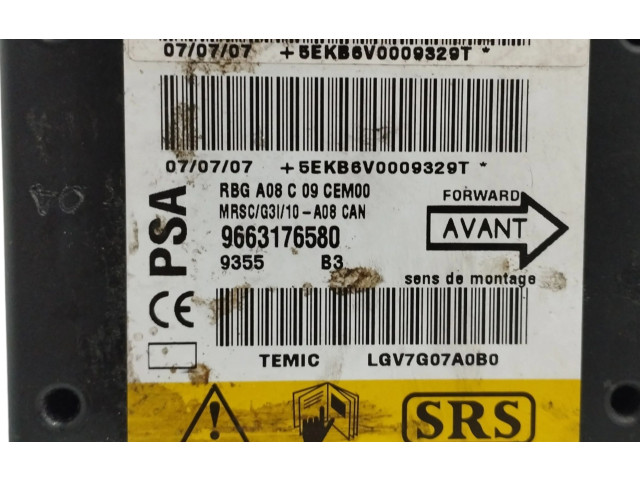 07/07/07 +5EKB6V0009329T *
07/07/07 +5EKB6V0009329T *
PSA
RBG A08 C 09 CEM00
MRSC/G3I/10-A08 CAN
9663176580
9355 B3
FORWARD
AVANT
sens de montage
CE
TEMIC LGV7G07A0B0
SRS